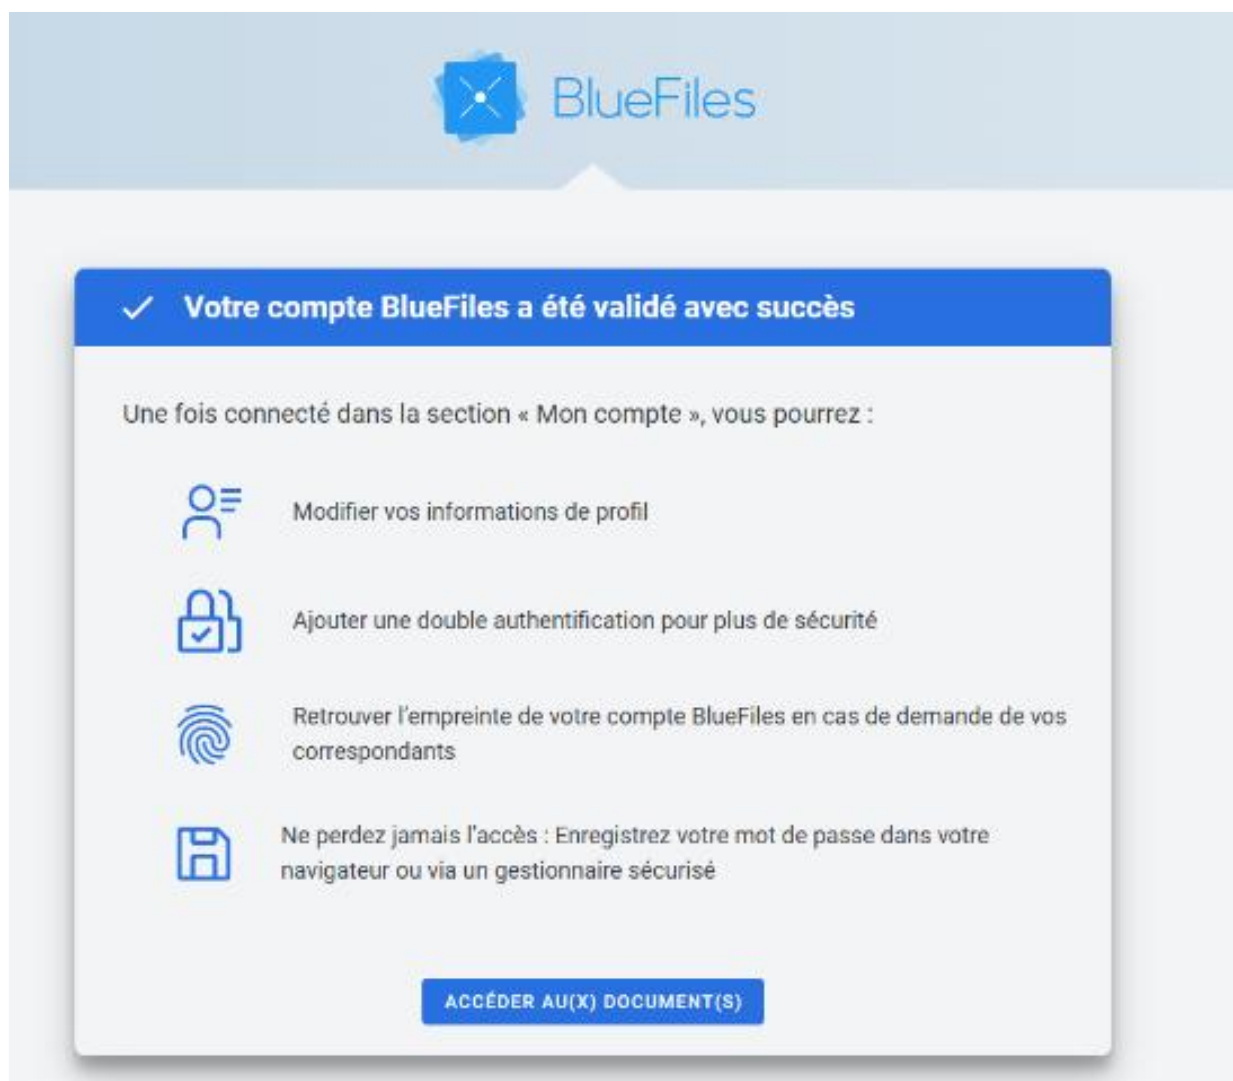 BlueFiles
Votre compte BlueFiles a été validé avec succès
Une fois connecté dans la section « Mon compte », vous pourrez :
Modifier vos informations de profil
Ajouter une double authentification pour plus de sécurité
Retrouver l'empreinte de votre compte BlueFiles en cas de demande de vos
correspondants
Ne perdez jamais l'accès : Enregistrez votre mot de passe dans votre
navigateur ou via un gestionnaire sécurisé
ACCÉDER AU(X) DOCUMENT(S)